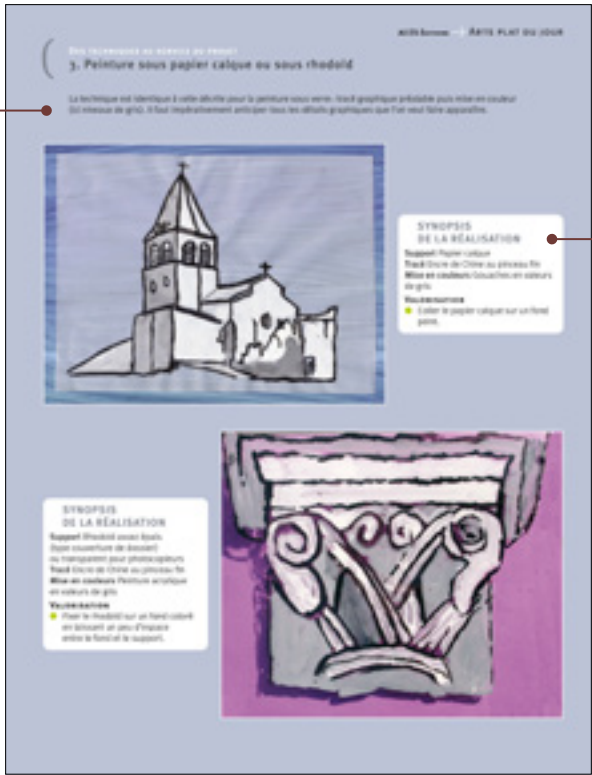 ARTS PLAT DU JOUR
DES TECHNIQUES AU SERVICE DU PROJET
3. Peinture sous papier calque ou sous rhodoïd
La technique est identique à celle décrite pour la peinture sous verre : tracé graphique préalable puis mise en couleur
(ici niveaux de gris). Il faut impérativement anticiper tous les détails graphiques que l'on veut faire apparaître.
SYNOPSIS
DE LA RÉALISATION
Support Papier calque
Tracé Encre de Chine au pinceau fin
Mise en couleurs Gouaches en valeurs
de gris
VALORISATION
Coller le papier calque sur un fond
peint.
SYNOPSIS
DE LA RÉALISATION
Support Rhodoïd assez épais
(type couverture de dossier)
ou transparent pour photocopieurs
Tracé Encre de Chine au pinceau fin
Mise en couleurs Peinture acrylique
en valeurs de gris
VALORISATION
Fixer le rhodoïd sur un fond coloré
en laissant un peu d'espace
entre le fond et le support.